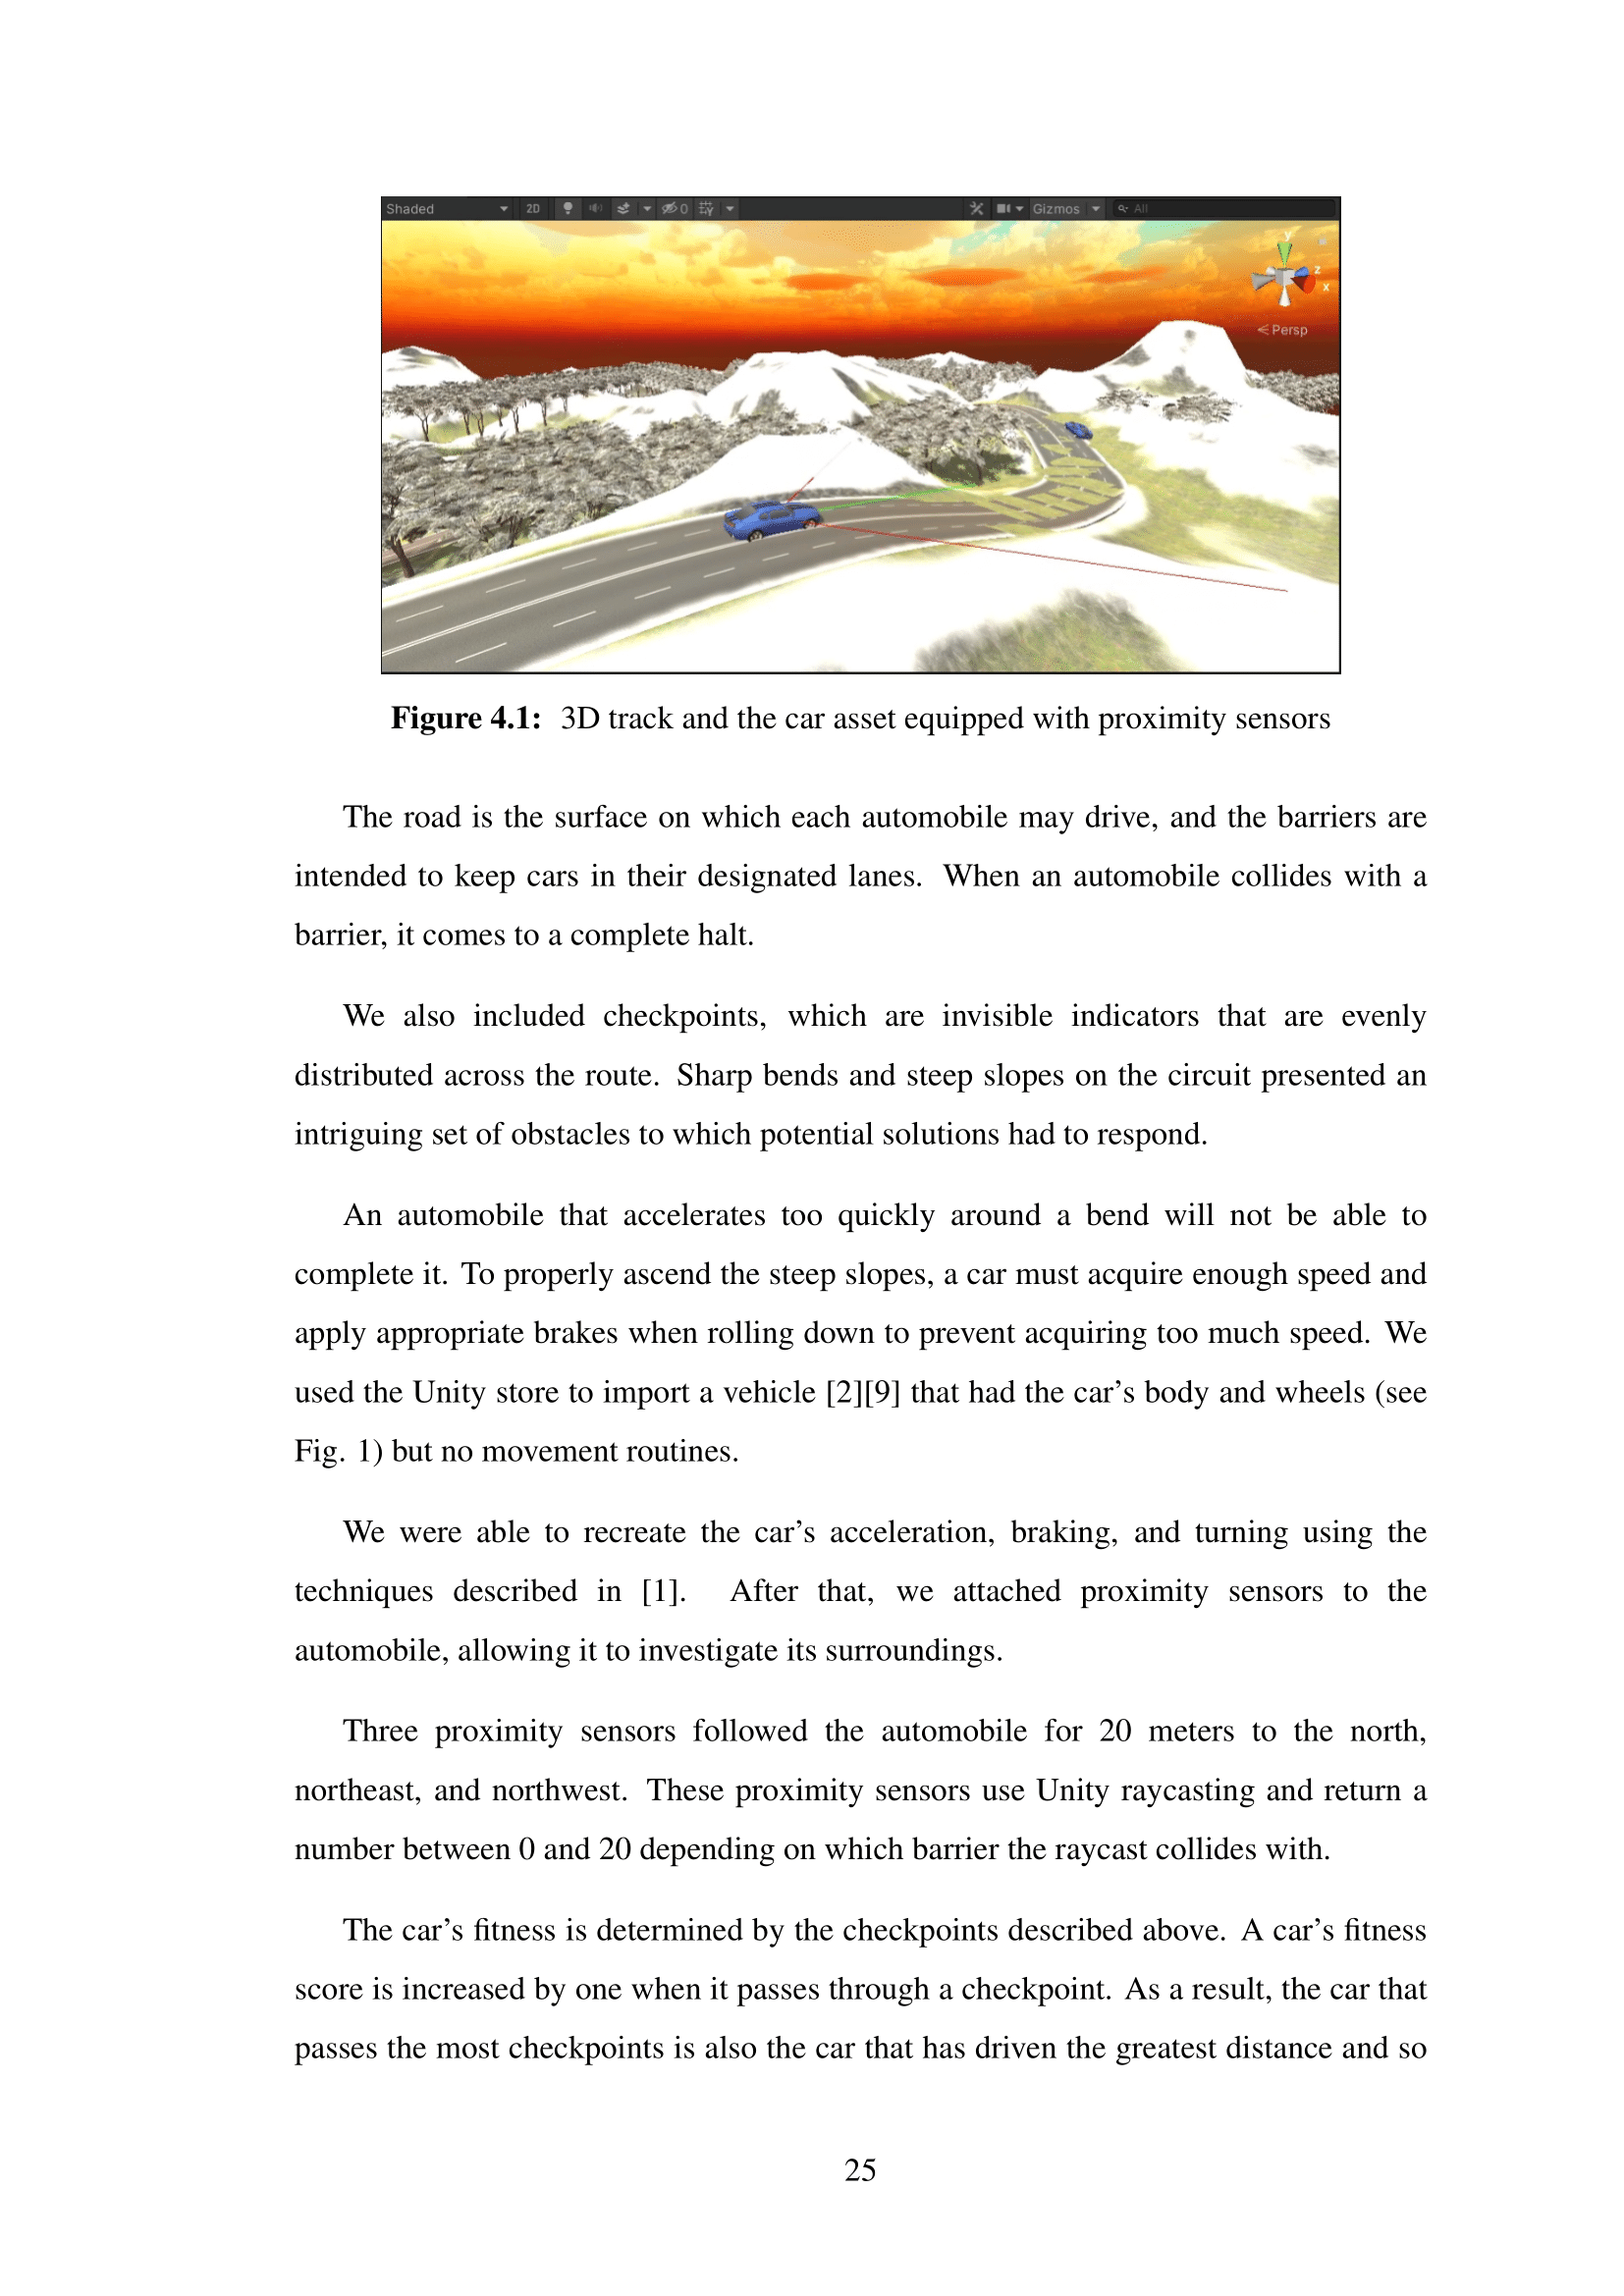 Shaded 2D 0 Gizmos All
y
z
x
Persp
Figure 4.1: 3D track and the car asset equipped with proximity sensors
The road is the surface on which each automobile may drive, and the barriers are
intended to keep cars in their designated lanes. When an automobile collides with a
barrier, it comes to a complete halt.
We also included checkpoints, which are invisible indicators that are evenly
distributed across the route. Sharp bends and steep slopes on the circuit presented an
intriguing set of obstacles to which potential solutions had to respond.
An automobile that accelerates too quickly around a bend will not be able to
complete it. To properly ascend the steep slopes, a car must acquire enough speed and
apply appropriate brakes when rolling down to prevent acquiring too much speed. We
used the Unity store to import a vehicle [2][9] that had the car's body and wheels (see
Fig. 1) but no movement routines.
We were able to recreate the car's acceleration, braking, and turning using the
techniques described in [1]. After that, we attached proximity sensors to the
automobile, allowing it to investigate its surroundings.
Three proximity sensors followed the automobile for 20 meters to the north,
northeast, and northwest. These proximity sensors use Unity raycasting and return a
number between 0 and 20 depending on which barrier the raycast collides with.
The car's fitness is determined by the checkpoints described above. A car's fitness
score is increased by one when it passes through a checkpoint. As a result, the car that
passes the most checkpoints is also the car that has driven the greatest distance and so
25